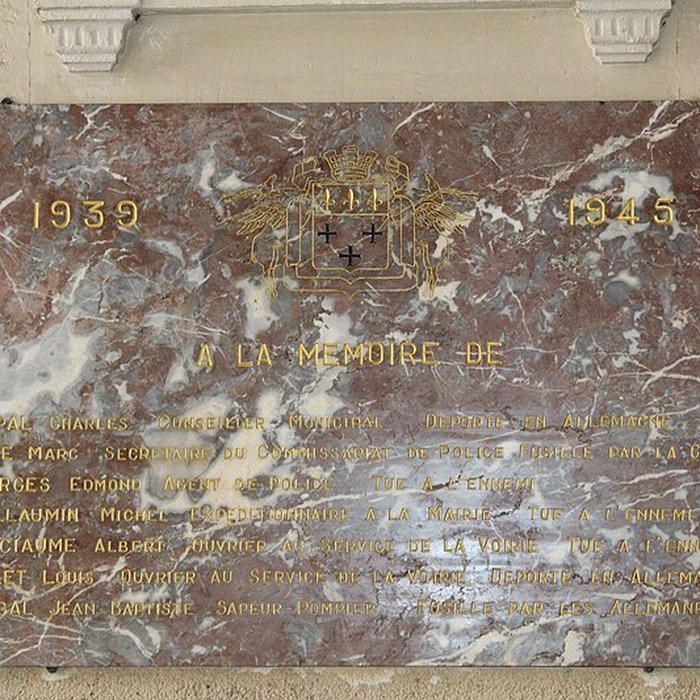 1939 1945
A LA MEMOIRE DE
PAL CHARLES CONSEILLER MUNICIPAL DEPORTE EN ALLEMAGNE
E MARC SECRETAIRE DU COMMISSARIAT DE POLICE FUSILLE PAR LA G
RGÈS EDMOND AGENT DE POLICE TUE A L'ENNEMI
LLAUMIN MICHEL EXPEDITIONNAIRE A LA MAIRIE TUE A L'ENNEMI
CIAUME ALBERT OUVRIER AU SERVICE DE LA VOIRIE TUE A L'ENN
ET LOUIS OUVRIER AU SERVICE DE LA VOIRIE DEPORTE EN ALLEMA
GAL JEAN BAPTISTE SAPEUR-POMPIER FUSILLE PAR LES ALLEMAN